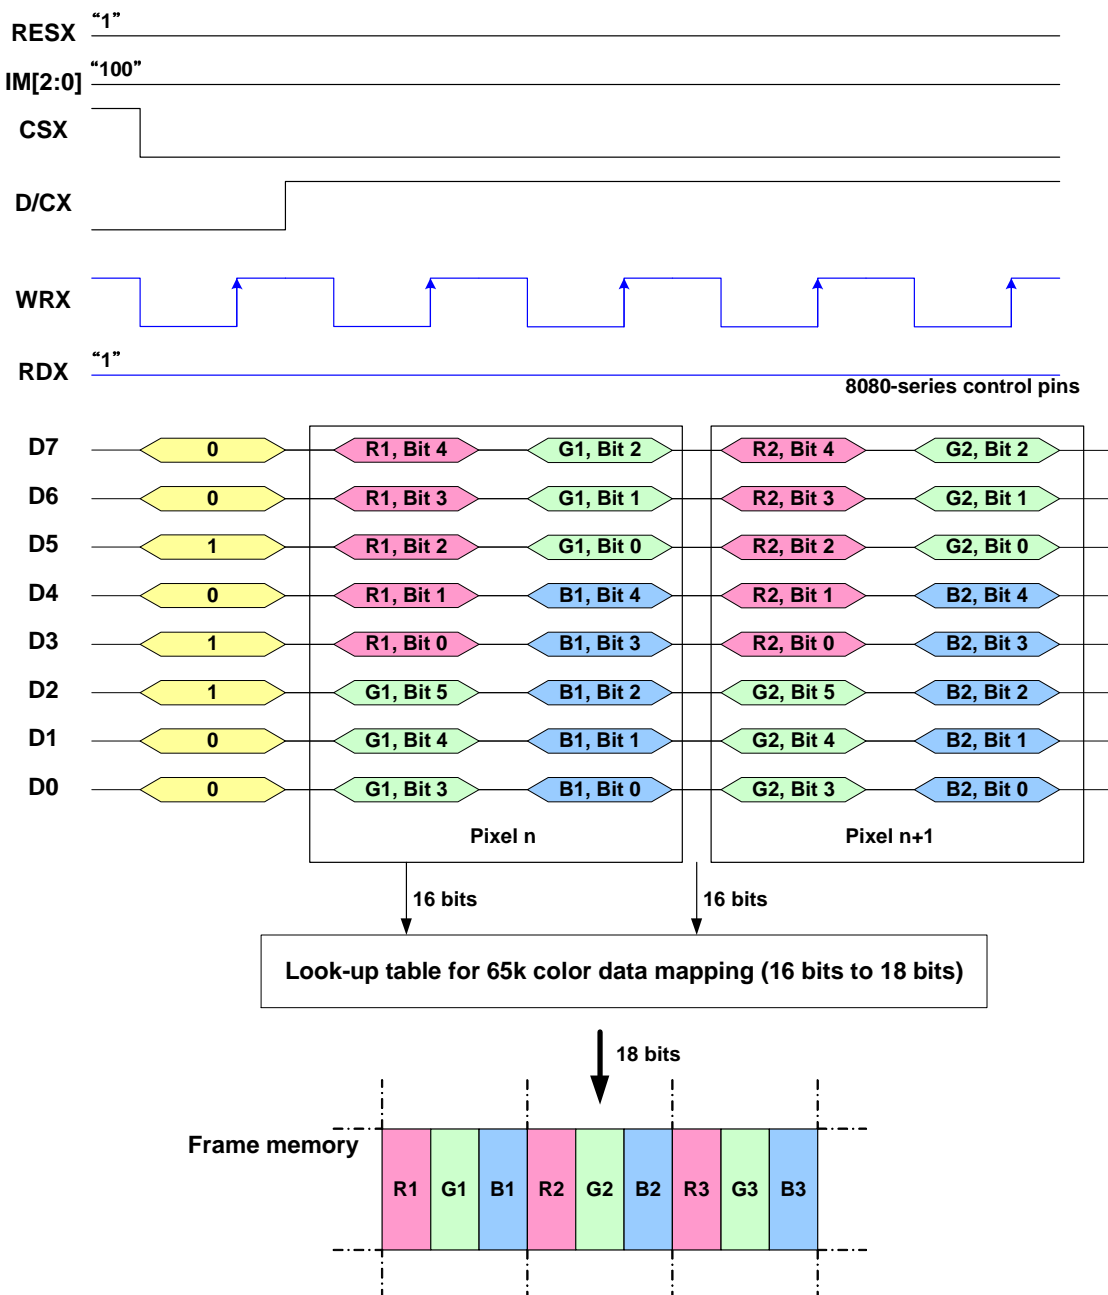 RESX “1”
IM[2:0] “100”
CSX
D/CX
WRX
RDX “1”
8080-series control pins
D7 0 R1, Bit 4 G1, Bit 2 R2, Bit 4 G2, Bit 2
D6 0 R1, Bit 3 G1, Bit 1 R2, Bit 3 G2, Bit 1
D5 1 R1, Bit 2 G1, Bit 0 R2, Bit 2 G2, Bit 0
D4 0 R1, Bit 1 B1, Bit 4 R2, Bit 1 B2, Bit 4
D3 1 R1, Bit 0 B1, Bit 3 R2, Bit 0 B2, Bit 3
D2 1 G1, Bit 5 B1, Bit 2 G2, Bit 5 B2, Bit 2
D1 0 G1, Bit 4 B1, Bit 1 G2, Bit 4 B2, Bit 1
D0 0 G1, Bit 3 B1, Bit 0 G2, Bit 3 B2, Bit 0
Pixel n Pixel n+1
16 bits 16 bits
Look-up table for 65k color data mapping (16 bits to 18 bits)
18 bits
Frame memory
R1 G1 B1 R2 G2 B2 R3 G3 B3